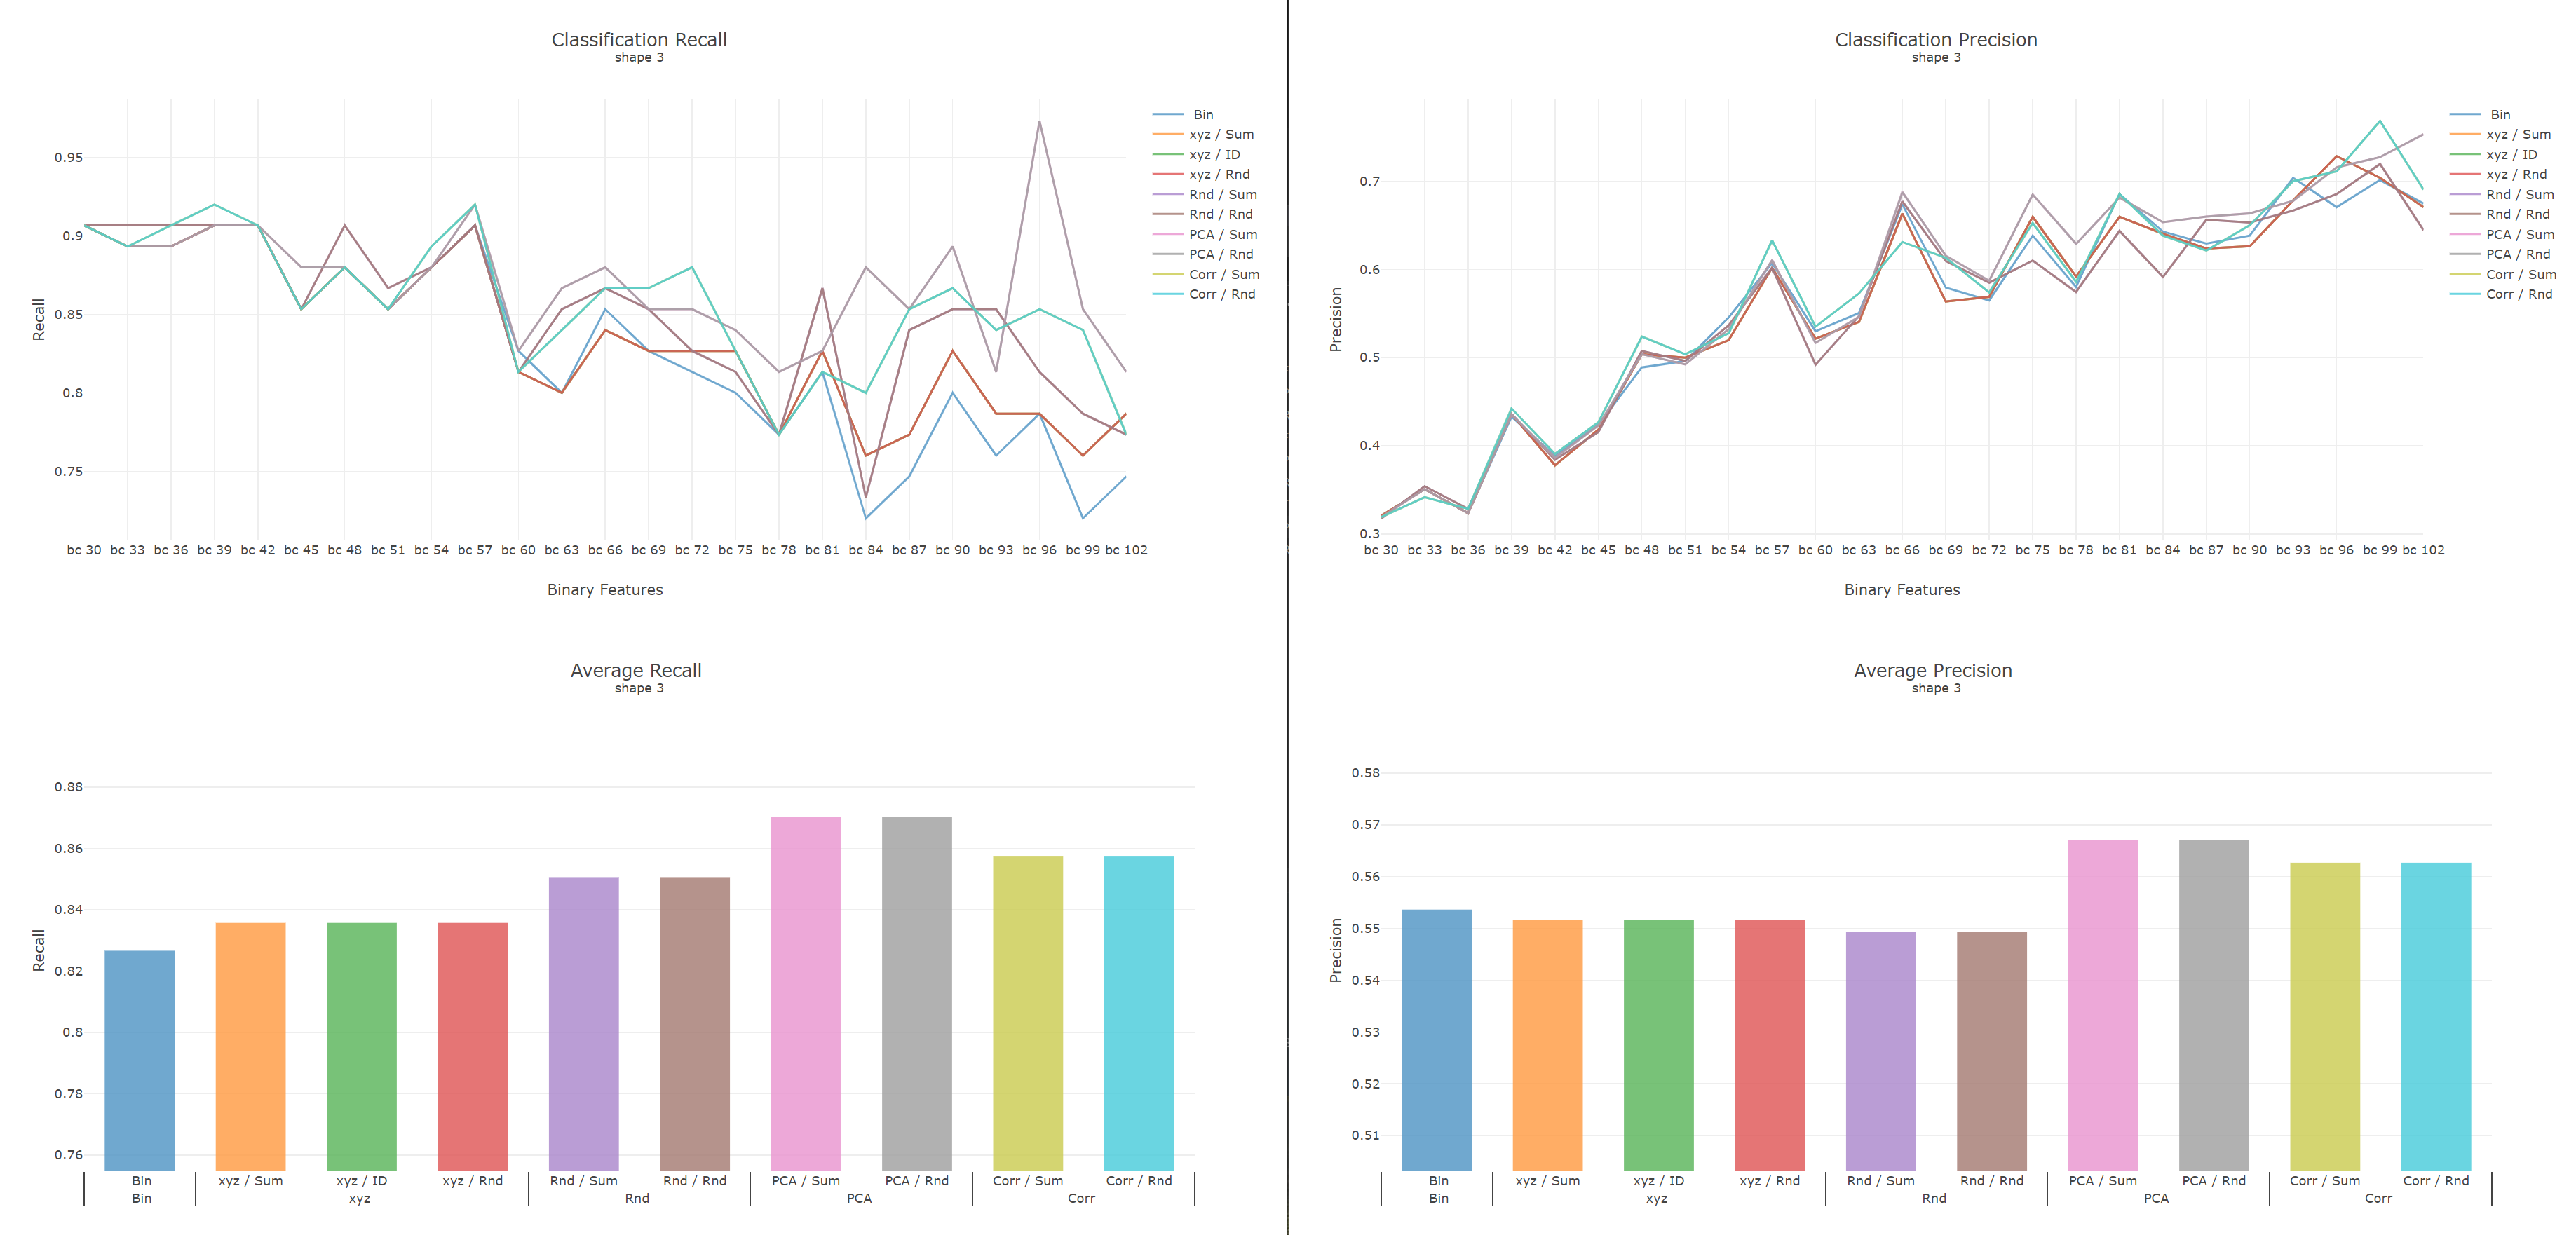 Classification Recall
shape 3
Recall
0.95
0.9
0.85
0.8
0.75
bc 30 bc 33 bc 36 bc 39 bc 42 bc 45 bc 48 bc 51 bc 54 bc 57 bc 60 bc 63 bc 66 bc 69 bc 72 bc 75 bc 78 bc 81 bc 84 bc 87 bc 90 bc 93 bc 96 bc 99 bc 102
Binary Features
Bin
xyz / Sum
xyz / ID
xyz / Rnd
Rnd / Sum
Rnd / Rnd
PCA / Sum
PCA / Rnd
Corr / Sum
Corr / Rnd
Classification Precision
shape 3
Precision
0.7
0.6
0.5
0.4
0.3
bc 30 bc 33 bc 36 bc 39 bc 42 bc 45 bc 48 bc 51 bc 54 bc 57 bc 60 bc 63 bc 66 bc 69 bc 72 bc 75 bc 78 bc 81 bc 84 bc 87 bc 90 bc 93 bc 96 bc 99 bc 102
Binary Features
Bin
xyz / Sum
xyz / ID
xyz / Rnd
Rnd / Sum
Rnd / Rnd
PCA / Sum
PCA / Rnd
Corr / Sum
Corr / Rnd
Average Recall
shape 3
Recall
0.88
0.86
0.84
0.82
0.8
0.78
0.76
Bin xyz / Sum xyz / ID xyz / Rnd Rnd / Sum Rnd / Rnd PCA / Sum PCA / Rnd Corr / Sum Corr / Rnd
Bin xyz Rnd PCA Corr
Average Precision
shape 3
Precision
0.58
0.57
0.56
0.55
0.54
0.53
0.52
0.51
Bin xyz / Sum xyz / ID xyz / Rnd Rnd / Sum Rnd / Rnd PCA / Sum PCA / Rnd Corr / Sum Corr / Rnd
Bin xyz Rnd PCA Corr